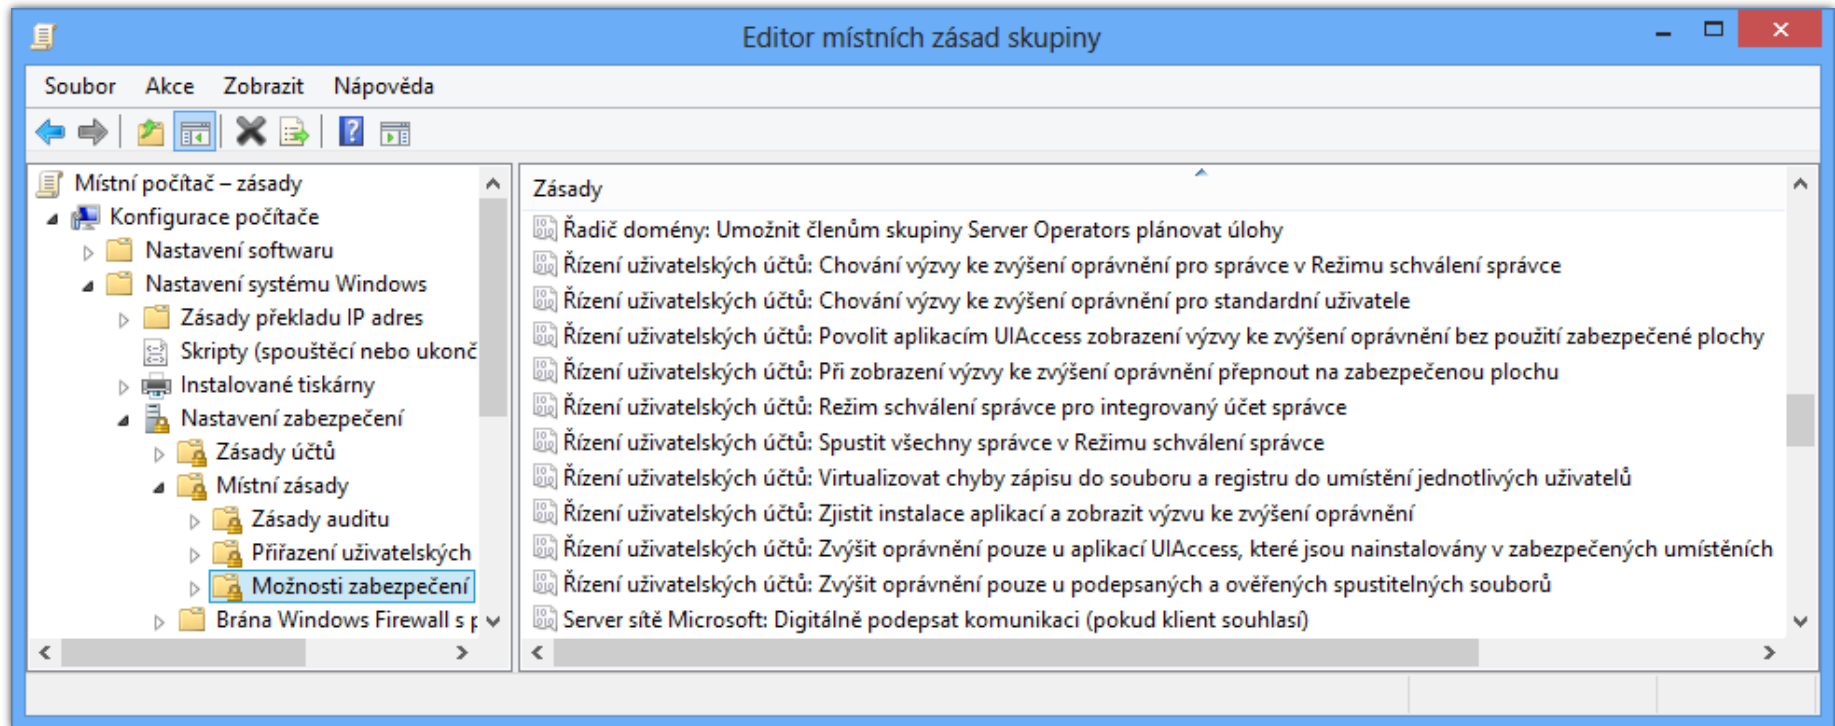 Editor místních zásad skupiny
Soubor Akce Zobrazit Nápověda
Místní počítač – zásady
Konfigurace počítače
Nastavení softwaru
Nastavení systému Windows
Zásady překladu IP adres
Skripty (spouštěcí nebo ukonč
Instalované tiskárny
Nastavení zabezpečení
Zásady účtů
Místní zásady
Zásady auditu
Přiřazení uživatelských
Možnosti zabezpečení
Brána Windows Firewall s p
Zásady
Řadič domény: Umožnit členům skupiny Server Operators plánovat úlohy
Řízení uživatelských účtů: Chování výzvy ke zvýšení oprávnění pro správce v Režimu schválení správce
Řízení uživatelských účtů: Chování výzvy ke zvýšení oprávnění pro standardní uživatele
Řízení uživatelských účtů: Povolit aplikacím UIAccess zobrazení výzvy ke zvýšení oprávnění bez použití zabezpečené plochy
Řízení uživatelských účtů: Při zobrazení výzvy ke zvýšení oprávnění přepnout na zabezpečenou plochu
Řízení uživatelských účtů: Režim schválení správce pro integrovaný účet správce
Řízení uživatelských účtů: Spustit všechny správce v Režimu schválení správce
Řízení uživatelských účtů: Virtualizovat chyby zápisu do souboru a registru do umístění jednotlivých uživatelů
Řízení uživatelských účtů: Zjistit instalace aplikací a zobrazit výzvu ke zvýšení oprávnění
Řízení uživatelských účtů: Zvýšit oprávnění pouze u aplikací UIAccess, které jsou nainstalovány v zabezpečených umístěních
Řízení uživatelských účtů: Zvýšit oprávnění pouze u podepsaných a ověřených spustitelných souborů
Server sítě Microsoft: Digitálně podepsat komunikaci (pokud klient souhlasí)